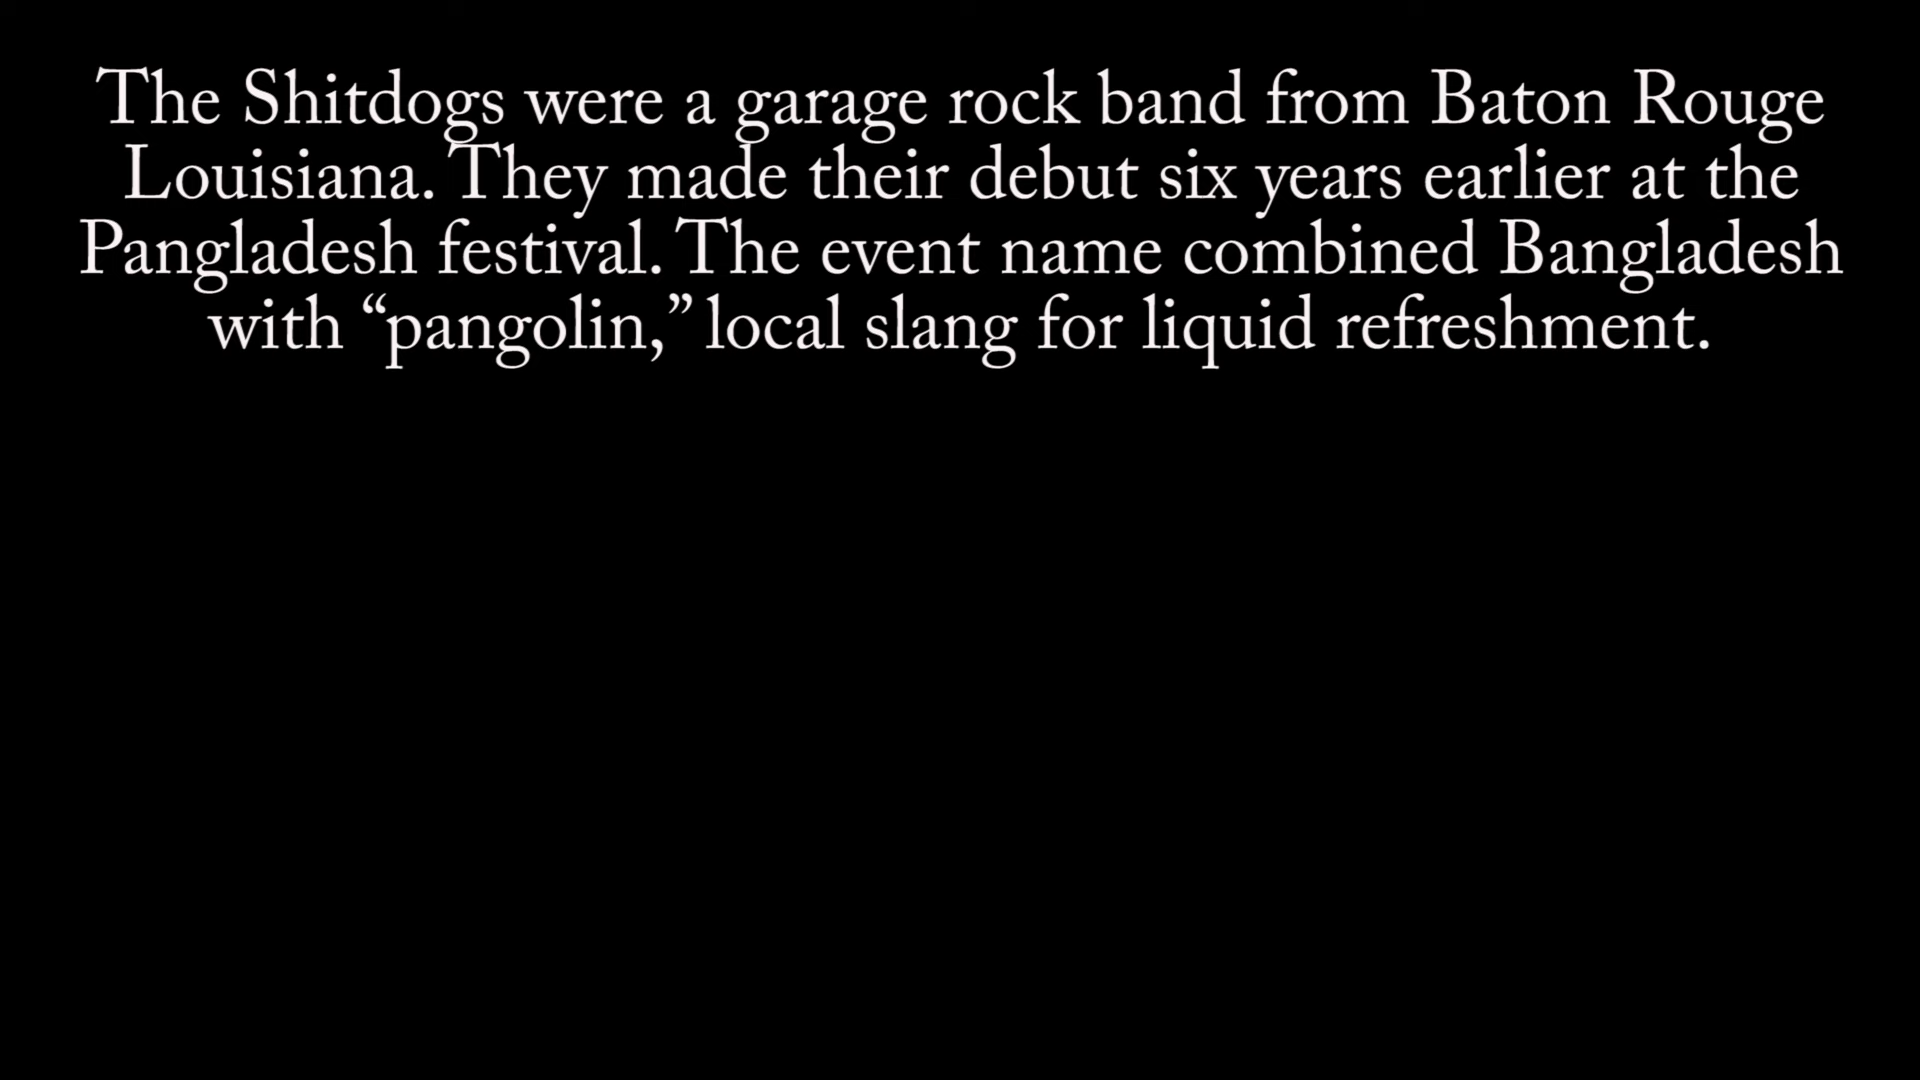 The Shitdogs were a garage rock band from Baton Rouge
Louisiana. They made their debut six years earlier at the
Pangladesh festival. The event name combined Bangladesh
with “pangolin,” local slang for liquid refreshment.